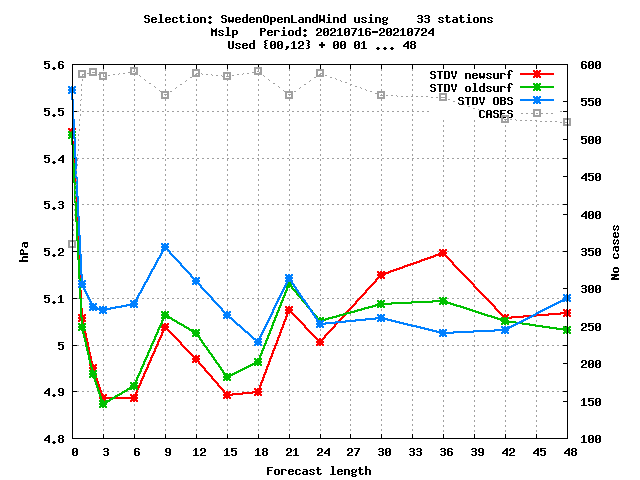 Selection: SwedenOpenLandWind using    33 stations
Mslp   Period: 20210716-20210724
Used {00,12} + 00 01 ... 48
STDV newsurf
STDV oldsurf
STDV OBS
CASES
hPa
5,6
5,5
5,4
5,3
5,2
5,1
5
4,9
4,8
600
550
500
450
400
350
300
250
200
150
100
No cases
0 3 6 9 12 15 18 21 24 27 30 33 36 39 42 45 48
Forecast length